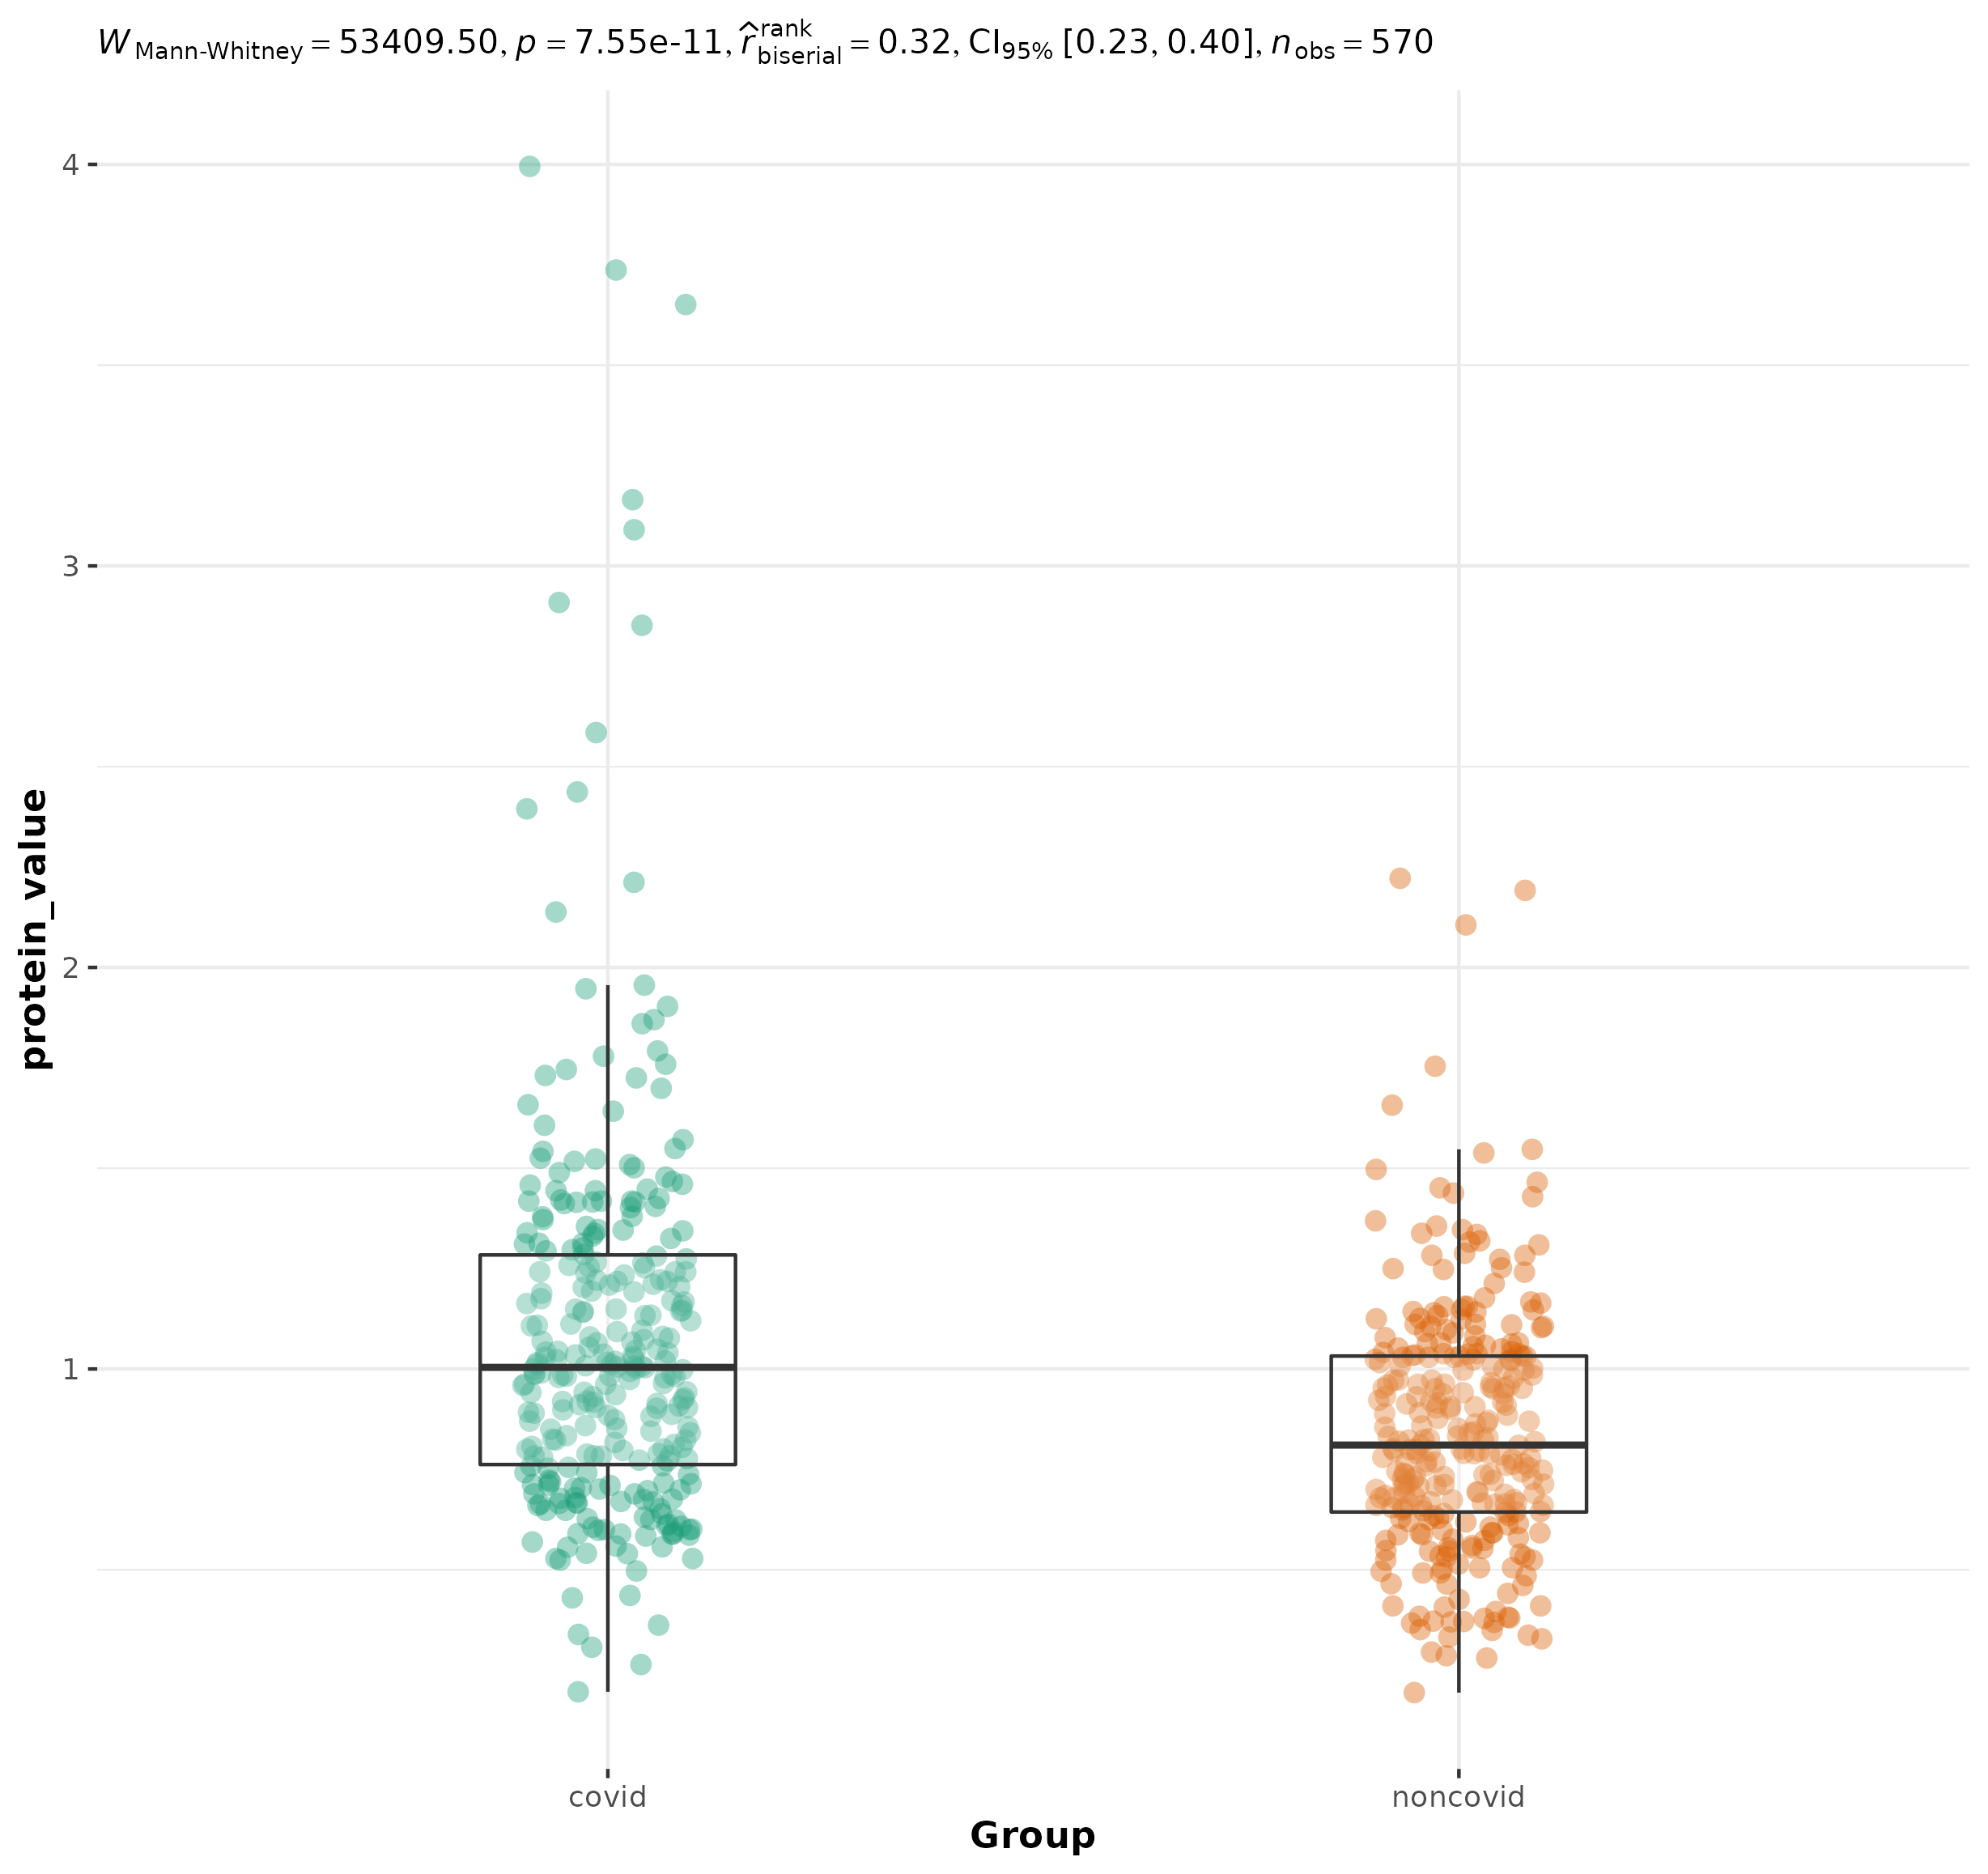 W Mann-Whitney = 53409.50, p = 7.55e-11, r̂ rank biserial = 0.32, CI95% [0.23, 0.40], n obs = 570
4
3
2
1
protein_value
covid noncovid
Group